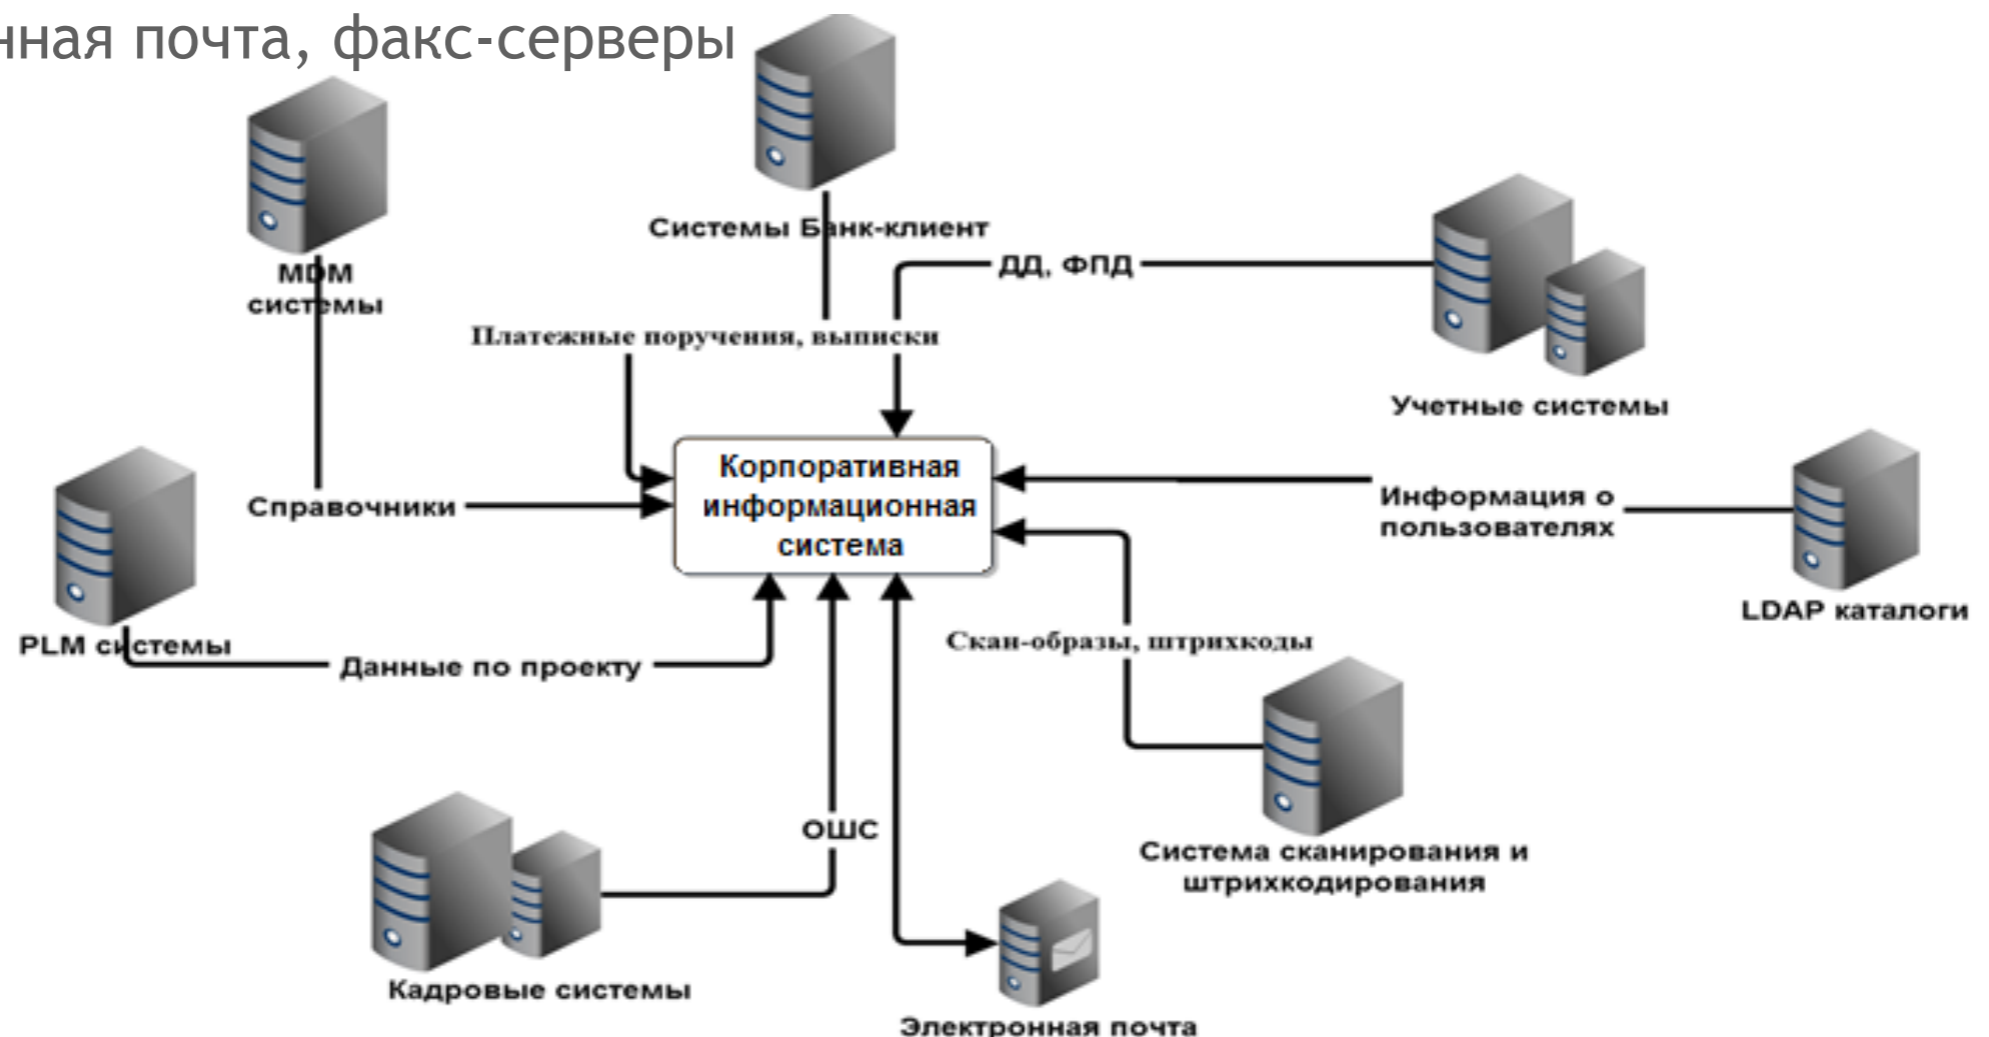 нная почта, факс-серверы
Системы Банк-клиент
MDM
системы
ДД, ФПД
Платежные поручения, выписки
Учетные системы
Корпоративная
информационная
система
Справочники
Информация о
пользователях
LDAP каталоги
PLM системы
Данные по проекту
Скан-образы, штрихкоды
ОШС
Система сканирования и
штрихкодирования
Кадровые системы
Электронная почта